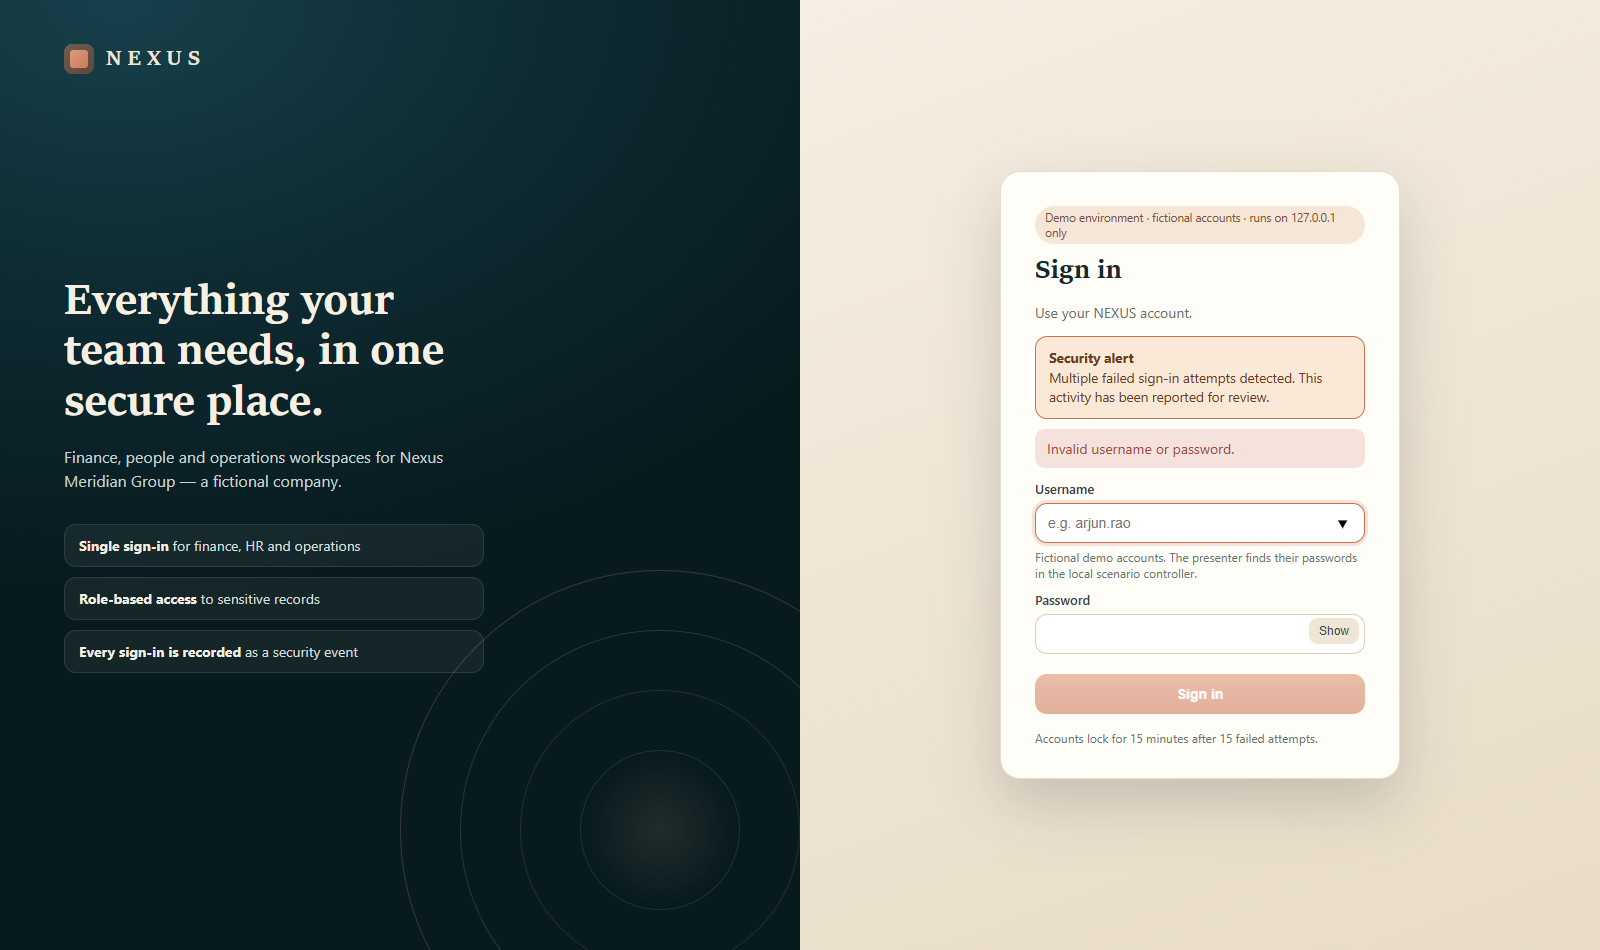 NEXUS
Everything your
team needs, in one
secure place.
Finance, people and operations workspaces for Nexus
Meridian Group — a fictional company.
Single sign-in for finance, HR and operations
Role-based access to sensitive records
Every sign-in is recorded as a security event
Demo environment · fictional accounts · runs on 127.0.0.1
only
Sign in
Use your NEXUS account.
Security alert
Multiple failed sign-in attempts detected. This
activity has been reported for review.
Invalid username or password.
Username
e.g. arjun.rao
Fictional demo accounts. The presenter finds their passwords
in the local scenario controller.
Password
Show
Sign in
Accounts lock for 15 minutes after 15 failed attempts.